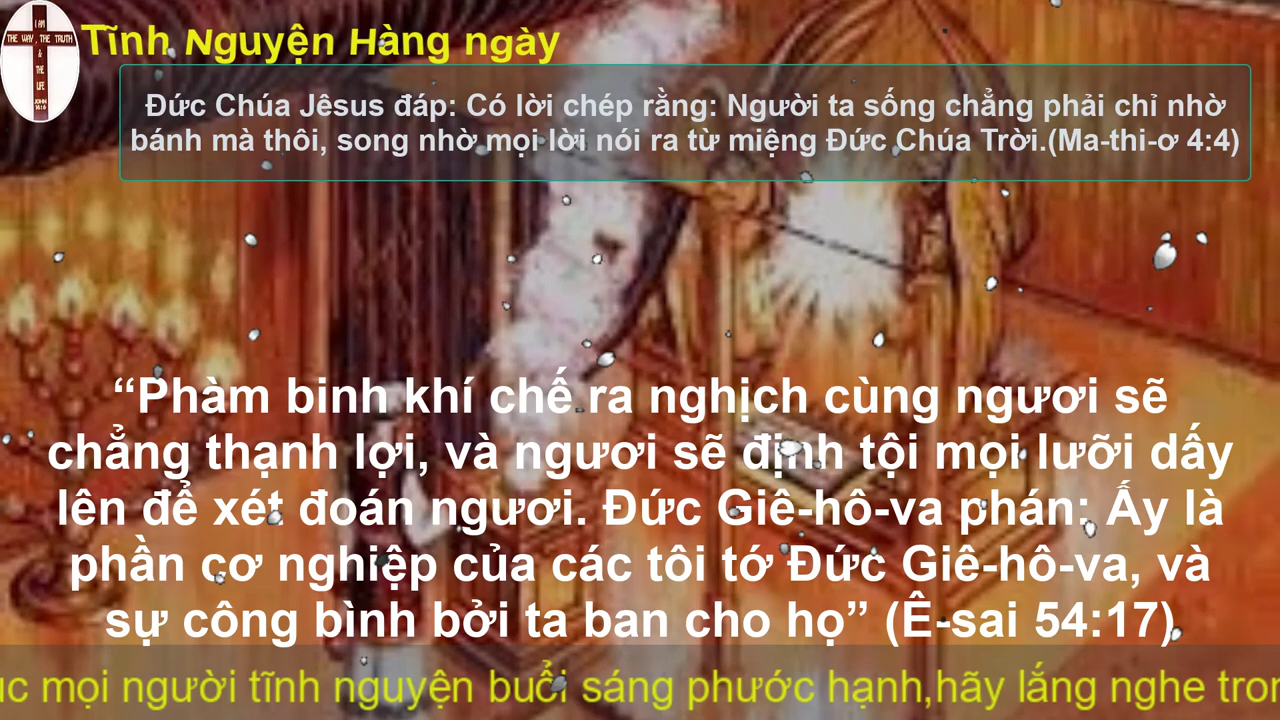 I AM
THE WAY, THE TRUTH
&
THE
LIFE
JOHN
14:6
Tĩnh Nguyện Hàng ngày
Đức Chúa Jêsus đáp: Có lời chép rằng: Người ta sống chẳng phải chỉ nhờ
bánh mà thôi, song nhờ mọi lời nói ra từ miệng Đức Chúa Trời.(Ma-thi-ơ 4:4)
“Phàm binh khí chế ra nghịch cùng ngươi sẽ
chẳng thạnh lợi, và ngươi sẽ định tội mọi lưỡi dấy
lên để xét đoán ngươi. Đức Giê-hô-va phán: Ấy là
phần cơ nghiệp của các tôi tớ Đức Giê-hô-va, và
sự công bình bởi ta ban cho họ” (Ê-sai 54:17)
mọi người tĩnh nguyện buổi sáng phước hạnh,hãy lắng nghe